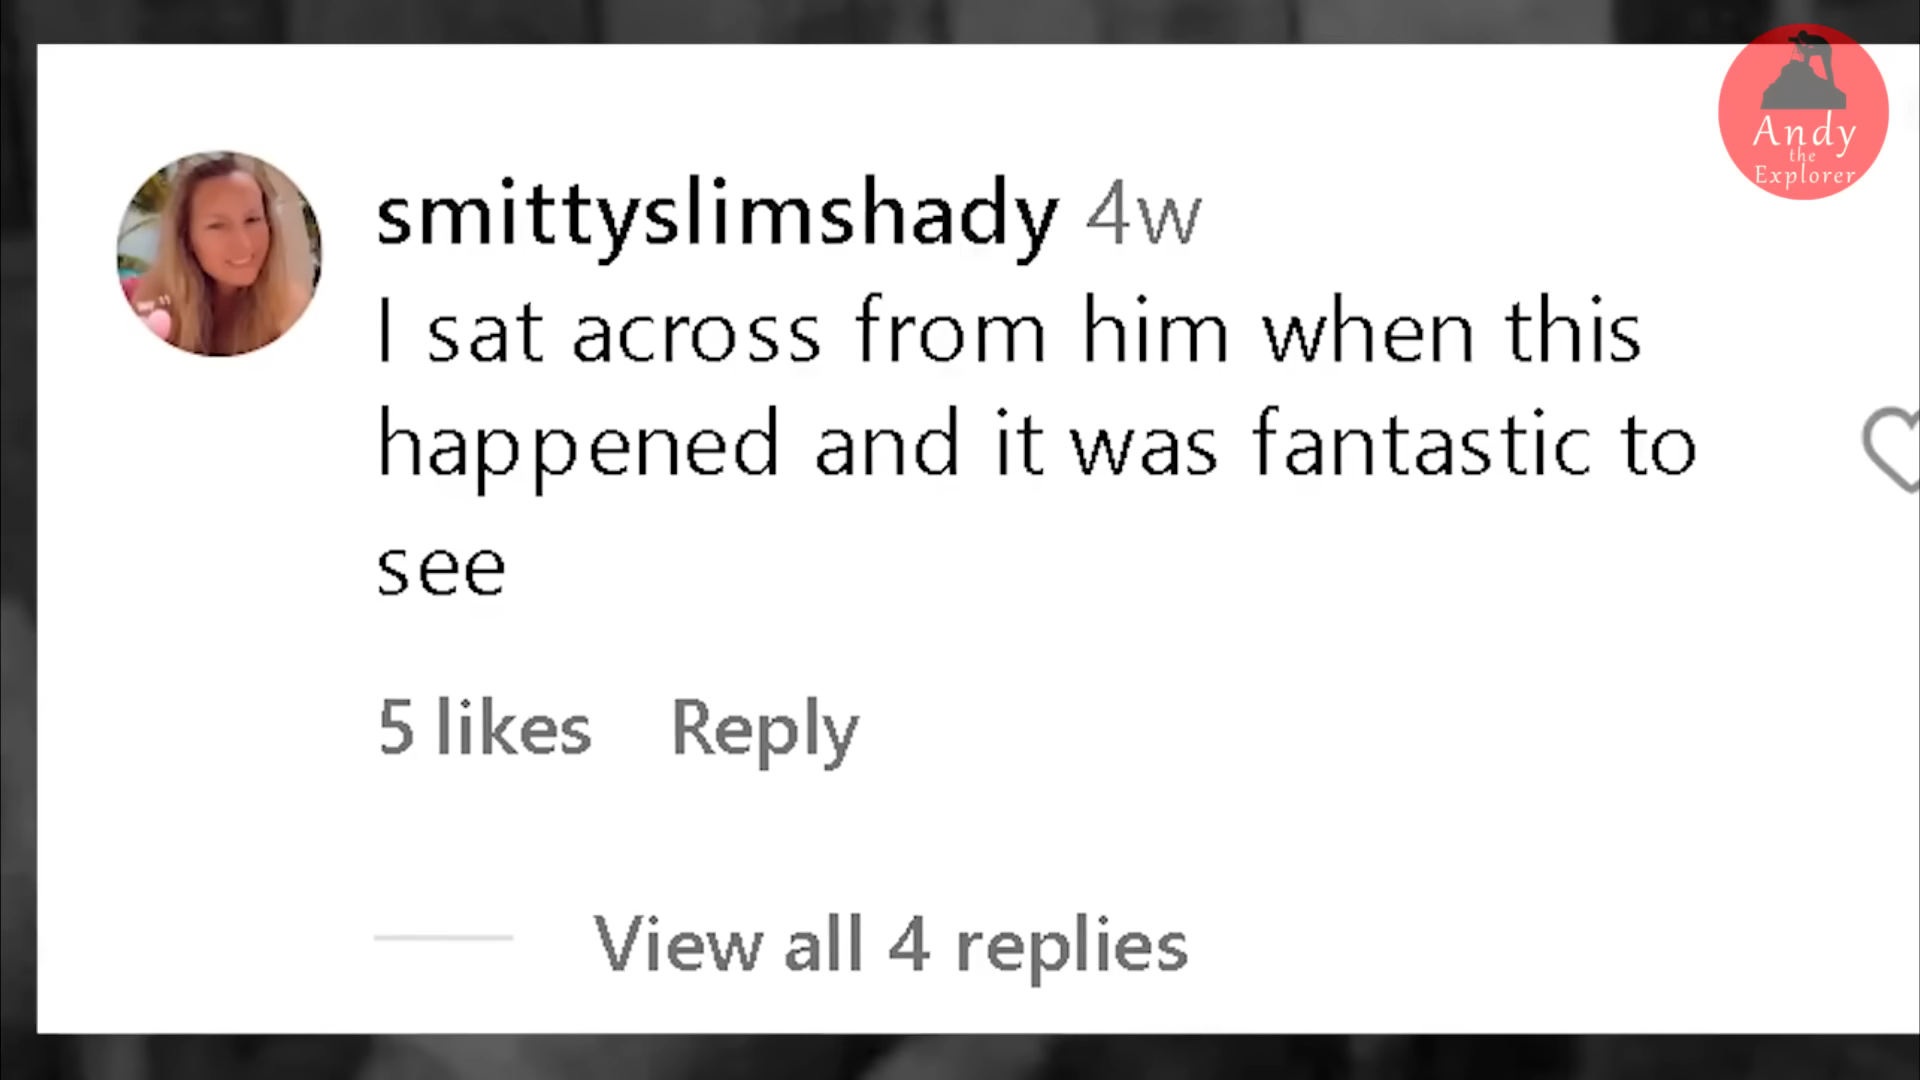 Andy
the
Explorer
smittyslimshady 4w
I sat across from him when this
happened and it was fantastic to
see
5 likes Reply
View all 4 replies